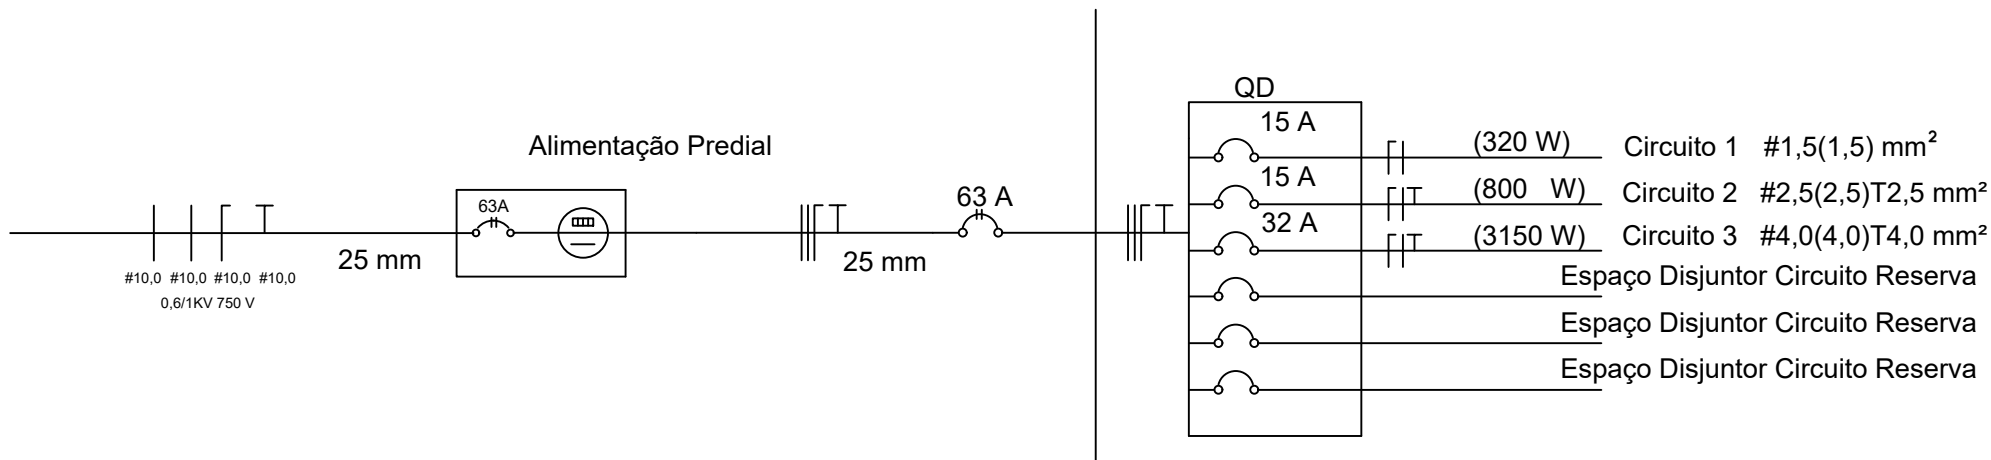 QD
15 A
Alimentação Predial
(320 W) Circuito 1 #1,5(1,5) mm²
15 A
(800 W) Circuito 2 #2,5(2,5)T2,5 mm²
63A
63 A
32 A
(3150 W) Circuito 3 #4,0(4,0)T4,0 mm²
25 mm
25 mm
#10,0 #10,0 #10,0 #10,0
0,6/1KV 750 V
Espaço Disjuntor Circuito Reserva
Espaço Disjuntor Circuito Reserva
Espaço Disjuntor Circuito Reserva